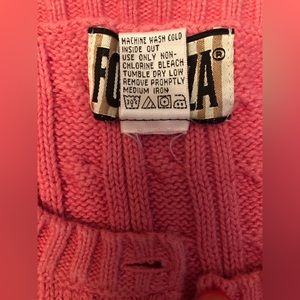 MACHINE WASH COLD
INSIDE OUT
USE ONLY NON-
CHLORINE BLEACH
TUMBLE DRY LOW
REMOVE PROMPTLY
MEDIUM IRON
®